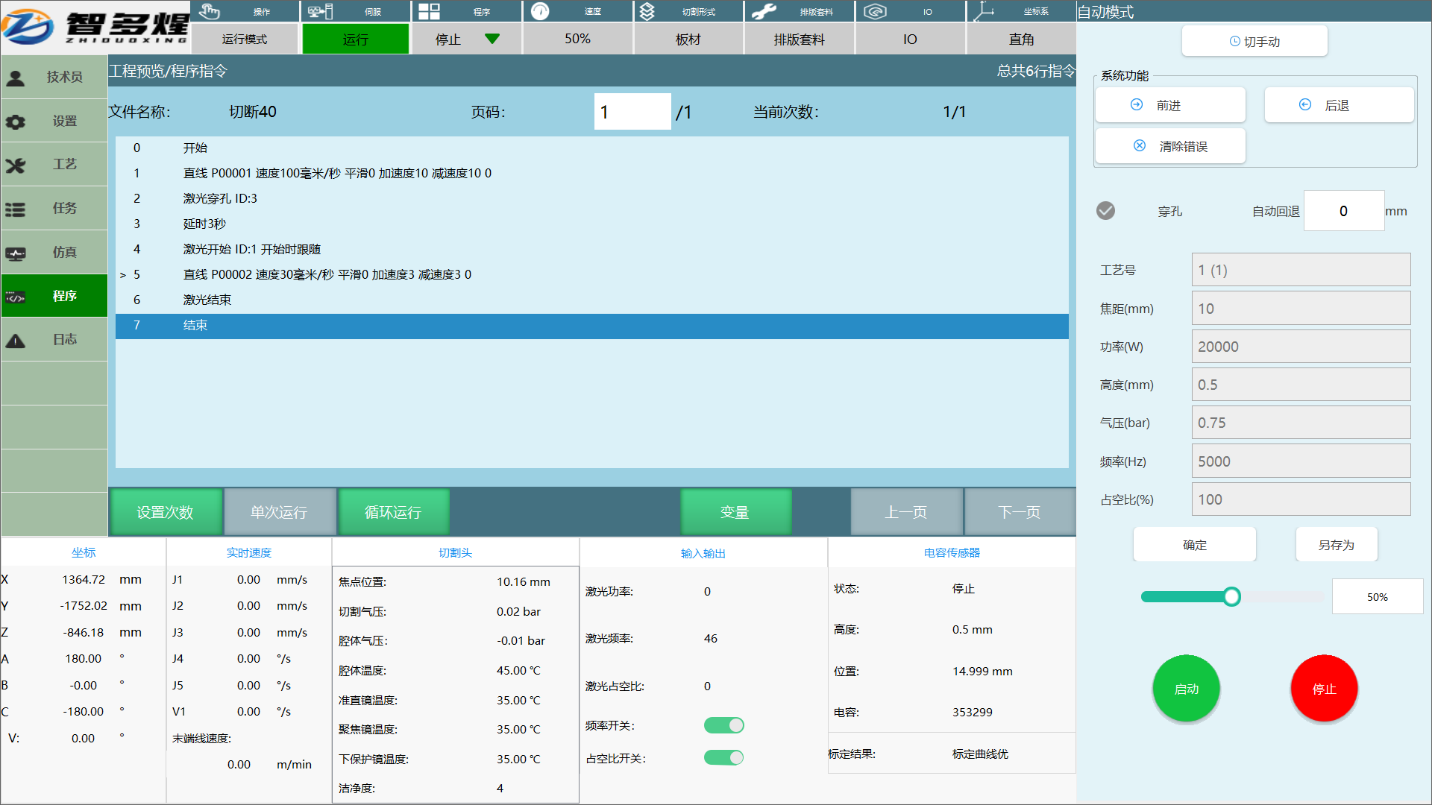 智多煋
ZHIDUOXING
操作 伺服 程序 速度 切割形式 排版套料 IO 坐标系
运行模式 运行 停止 50% 板材 排版套料 IO 直角
技术员
设置
工艺
任务
仿真
程序
日志
工程预览/程序指令 总共6行指令
文件名称: 切断40 页码: 1 /1 当前次数: 1/1
0 开始
1 直线 P00001 速度100毫米/秒 平滑0 加速度10 减速度10 0
2 激光穿孔 ID:3
3 延时3秒
4 激光开始 ID:1 开始时跟随
> 5 直线 P00002 速度30毫米/秒 平滑0 加速度3 减速度3 0
6 激光结束
7 结束
设置次数 单次运行 循环运行 变量 上一页 下一页
坐标
X 1364.72 mm
Y -1752.02 mm
Z -846.18 mm
A 180.00 °
B -0.00 °
C -180.00 °
V: 0.00 °
实时速度
J1 0.00 mm/s
J2 0.00 mm/s
J3 0.00 mm/s
J4 0.00 °/s
J5 0.00 °/s
V1 0.00 °/s
末端线速度:
0.00 m/min
切割头
焦点位置: 10.16 mm
切割气压: 0.02 bar
腔体气压: -0.01 bar
腔体温度: 45.00 ℃
准直镜温度: 35.00 ℃
聚焦镜温度: 35.00 ℃
下保护镜温度: 35.00 ℃
洁净度: 4
输入输出
激光功率: 0
激光频率: 46
激光占空比: 0
频率开关:
占空比开关:
电容传感器
状态: 停止
高度: 0.5 mm
位置: 14.999 mm
电容: 353299
标定结果: 标定曲线优
自动模式
切手动
系统功能
前进 后退
清除错误
穿孔 自动回退 0 mm
工艺号 1 (1)
焦距(mm) 10
功率(W) 20000
高度(mm) 0.5
气压(bar) 0.75
频率(Hz) 5000
占空比(%) 100
确定 另存为
50%
启动 停止